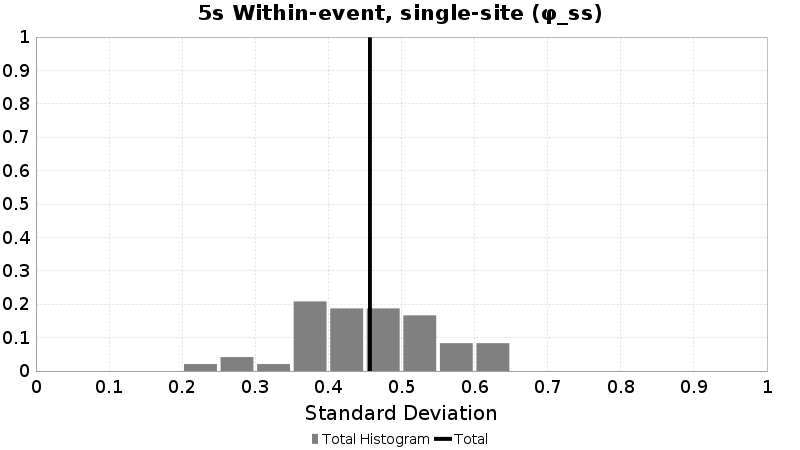 5s Within-event, single-site (φ_ss)
1
0.9
0.8
0.7
0.6
0.5
0.4
0.3
0.2
0.1
0
0 0.1 0.2 0.3 0.4 0.5 0.6 0.7 0.8 0.9 1
Standard Deviation
Total Histogram Total